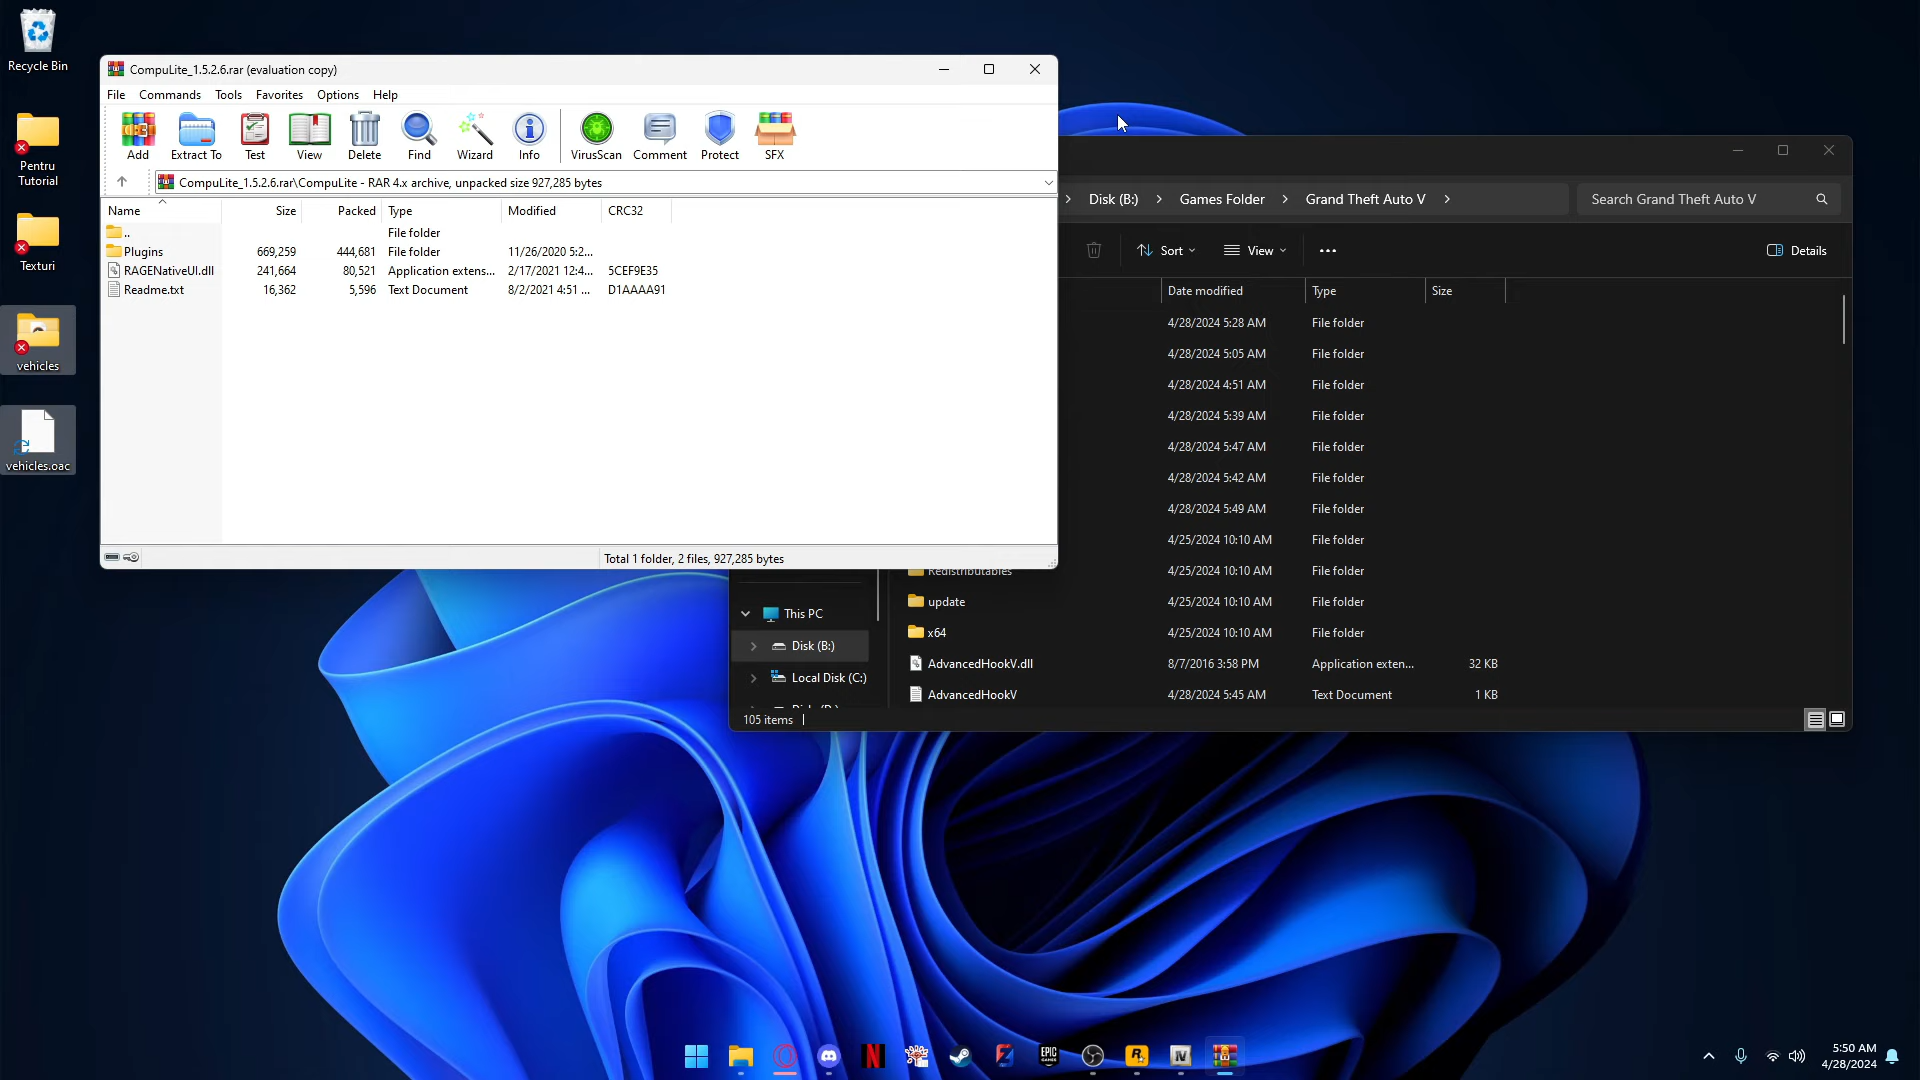 Recycle Bin
Pentru
Tutorial
Texturi
vehicles
vehicles.oac
CompuLite_1.5.2.6.rar (evaluation copy)
File Commands Tools Favorites Options Help
Add Extract To Test View Delete Find Wizard Info VirusScan Comment Protect SFX
CompuLite_1.5.2.6.rar\CompuLite - RAR 4.x archive, unpacked size 927,285 bytes
Name Size Packed Type Modified CRC32
.. File folder
Plugins 669,259 444,681 File folder 11/26/2020 5:2...
RAGENativeUI.dll 241,664 80,521 Application extens... 2/17/2021 12:4... 5CEF9E35
Readme.txt 16,362 5,596 Text Document 8/2/2021 4:51 ... D1AAAA91
Total 1 folder, 2 files, 927,285 bytes
Disk (B:) Games Folder Grand Theft Auto V Search Grand Theft Auto V
Sort View Details
Date modified Type Size
4/28/2024 5:28 AM File folder
4/28/2024 5:05 AM File folder
4/28/2024 4:51 AM File folder
4/28/2024 5:39 AM File folder
4/28/2024 5:47 AM File folder
4/28/2024 5:42 AM File folder
4/28/2024 5:49 AM File folder
4/25/2024 10:10 AM File folder
Redistributables 4/25/2024 10:10 AM File folder
update 4/25/2024 10:10 AM File folder
x64 4/25/2024 10:10 AM File folder
AdvancedHookV.dll 8/7/2016 3:58 PM Application exten... 32 KB
AdvancedHookV 4/28/2024 5:45 AM Text Document 1 KB
This PC
Disk (B:)
Local Disk (C:)
105 items
EPIC
GAMES
5:50 AM
4/28/2024